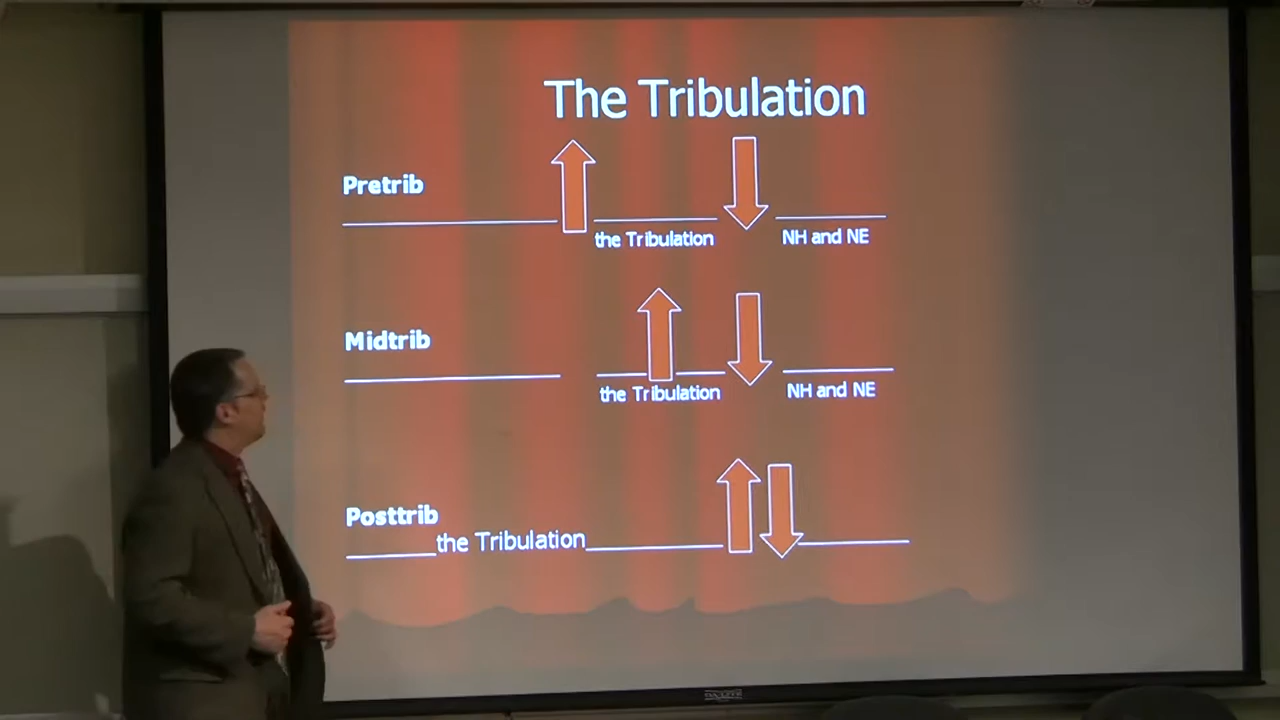 The Tribulation
Pretrib
the Tribulation
NH and NE
Midtrib
the Tribulation
NH and NE
Posttrib
the Tribulation